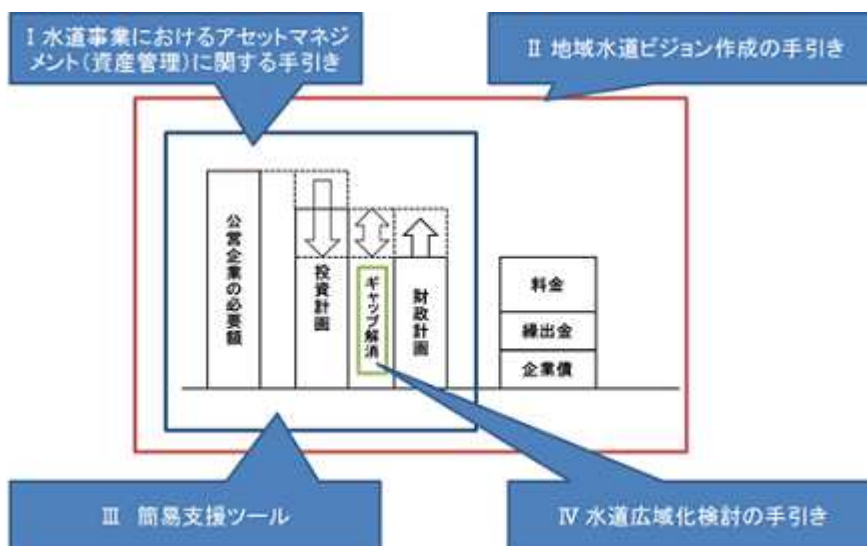 Ⅰ 水道事業におけるアセットマネジ
メント(資産管理)に関する手引き
Ⅱ 地域水道ビジョン作成の手引き
公営企業の必要額
投資計画
ギャップ解消
財政計画
料金
繰出金
企業債
Ⅲ 簡易支援ツール
Ⅳ 水道広域化検討の手引き